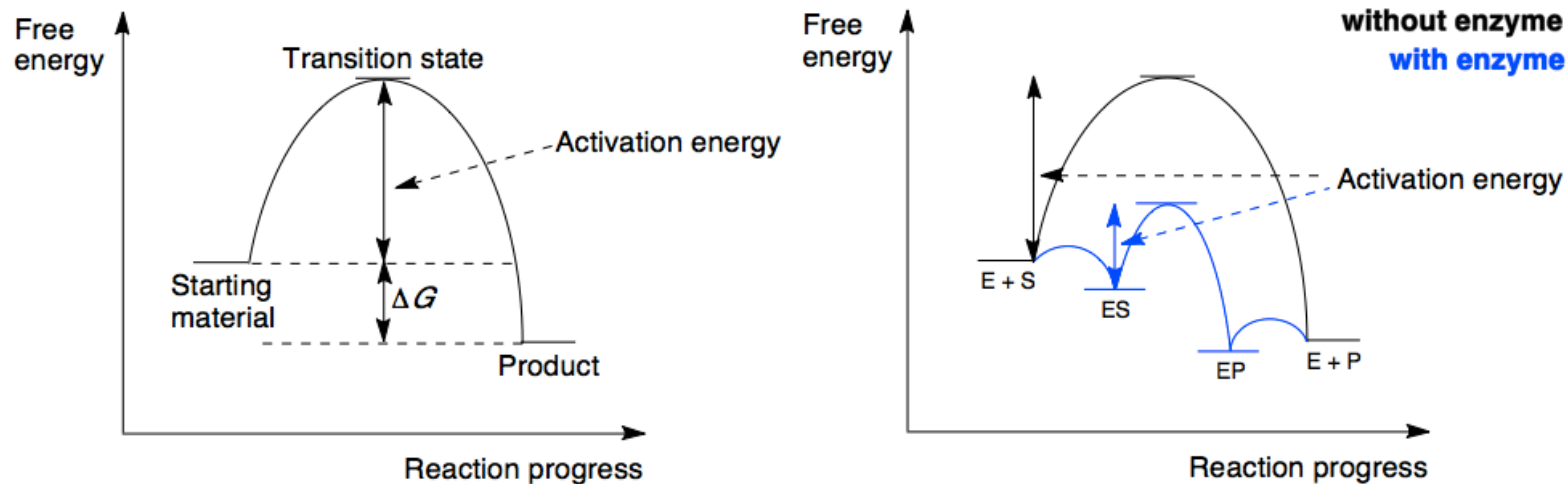 Free
energy
Transition state
Activation energy
Starting
material
ΔG
Product
Reaction progress
Free
energy
without enzyme
with enzyme
Activation energy
E + S
ES
EP
E + P
Reaction progress